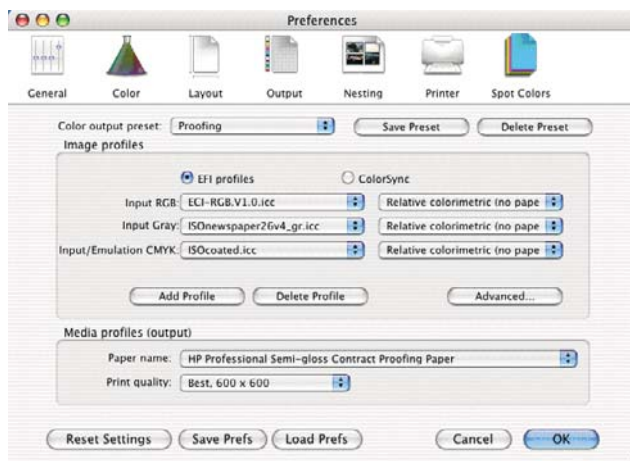 Preferences
General Color Layout Output Nesting Printer Spot Colors
Color output preset: Proofing Save Preset Delete Preset
Image profiles
EFI profiles ColorSync
Input RGB: ECI-RGB.V1.0.icc Relative colorimetric (no pape
Input Gray: ISOnewspaper26v4_gr.icc Relative colorimetric (no pape
Input/Emulation CMYK: ISOcoated.icc Relative colorimetric (no pape
Add Profile Delete Profile Advanced...
Media profiles (output)
Paper name: HP Professional Semi-gloss Contract Proofing Paper
Print quality: Best, 600 x 600
Reset Settings Save Prefs Load Prefs Cancel OK